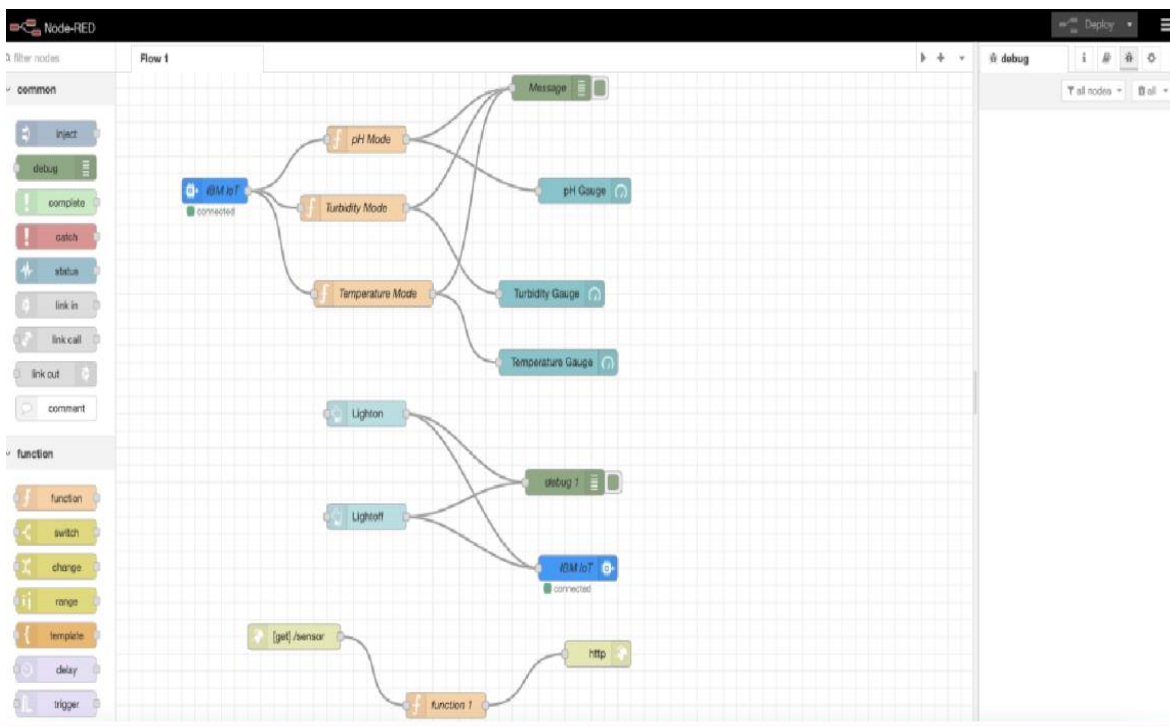 Node-RED
Deploy
filter nodes
Flow 1
debug
i
all nodes
all
common
inject
debug
complete
catch
status
link in
link call
link out
comment
function
function
switch
change
range
template
delay
trigger
Message
pH Mode
IBM IoT
connected
pH Gauge
Turbidity Mode
Temperature Mode
Turbidity Gauge
Temperature Gauge
Lighton
debug 1
Lightoff
IBM IoT
connected
[get] /sensor
http
function 1